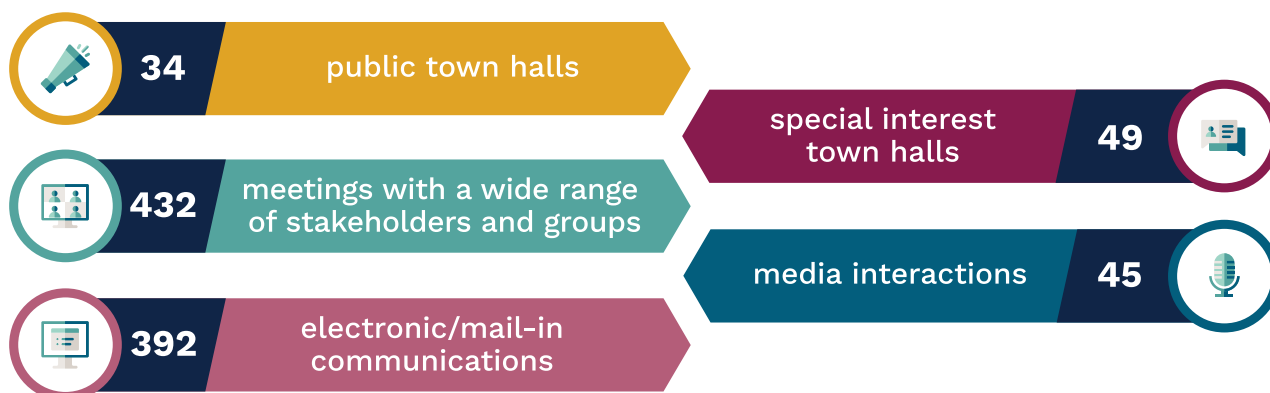 34
public town halls
432
meetings with a wide range
of stakeholders and groups
392
electronic/mail-in
communications
special interest
town halls
49
media interactions
45